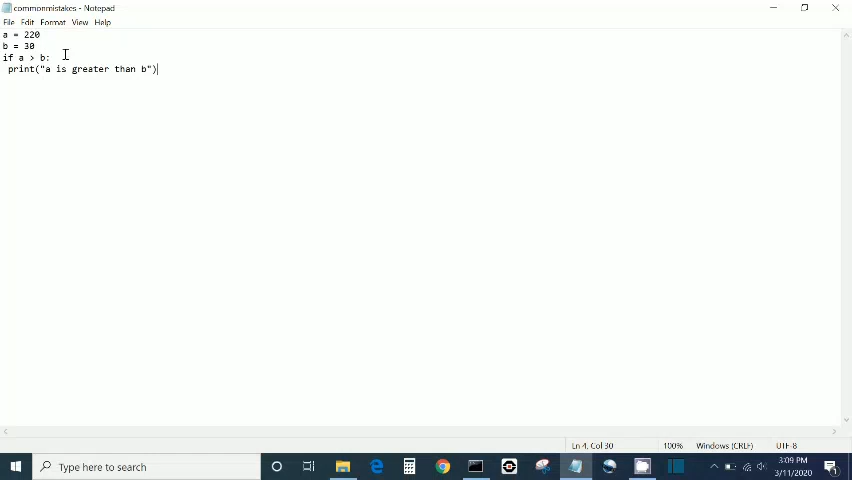 commonmistakes - Notepad
File Edit Format View Help
a = 220
b = 30
if a > b:
 print("a is greater than b")
Ln 4, Col 30 100% Windows (CRLF) UTF-8
Type here to search
3:09 PM
3/11/2020
1